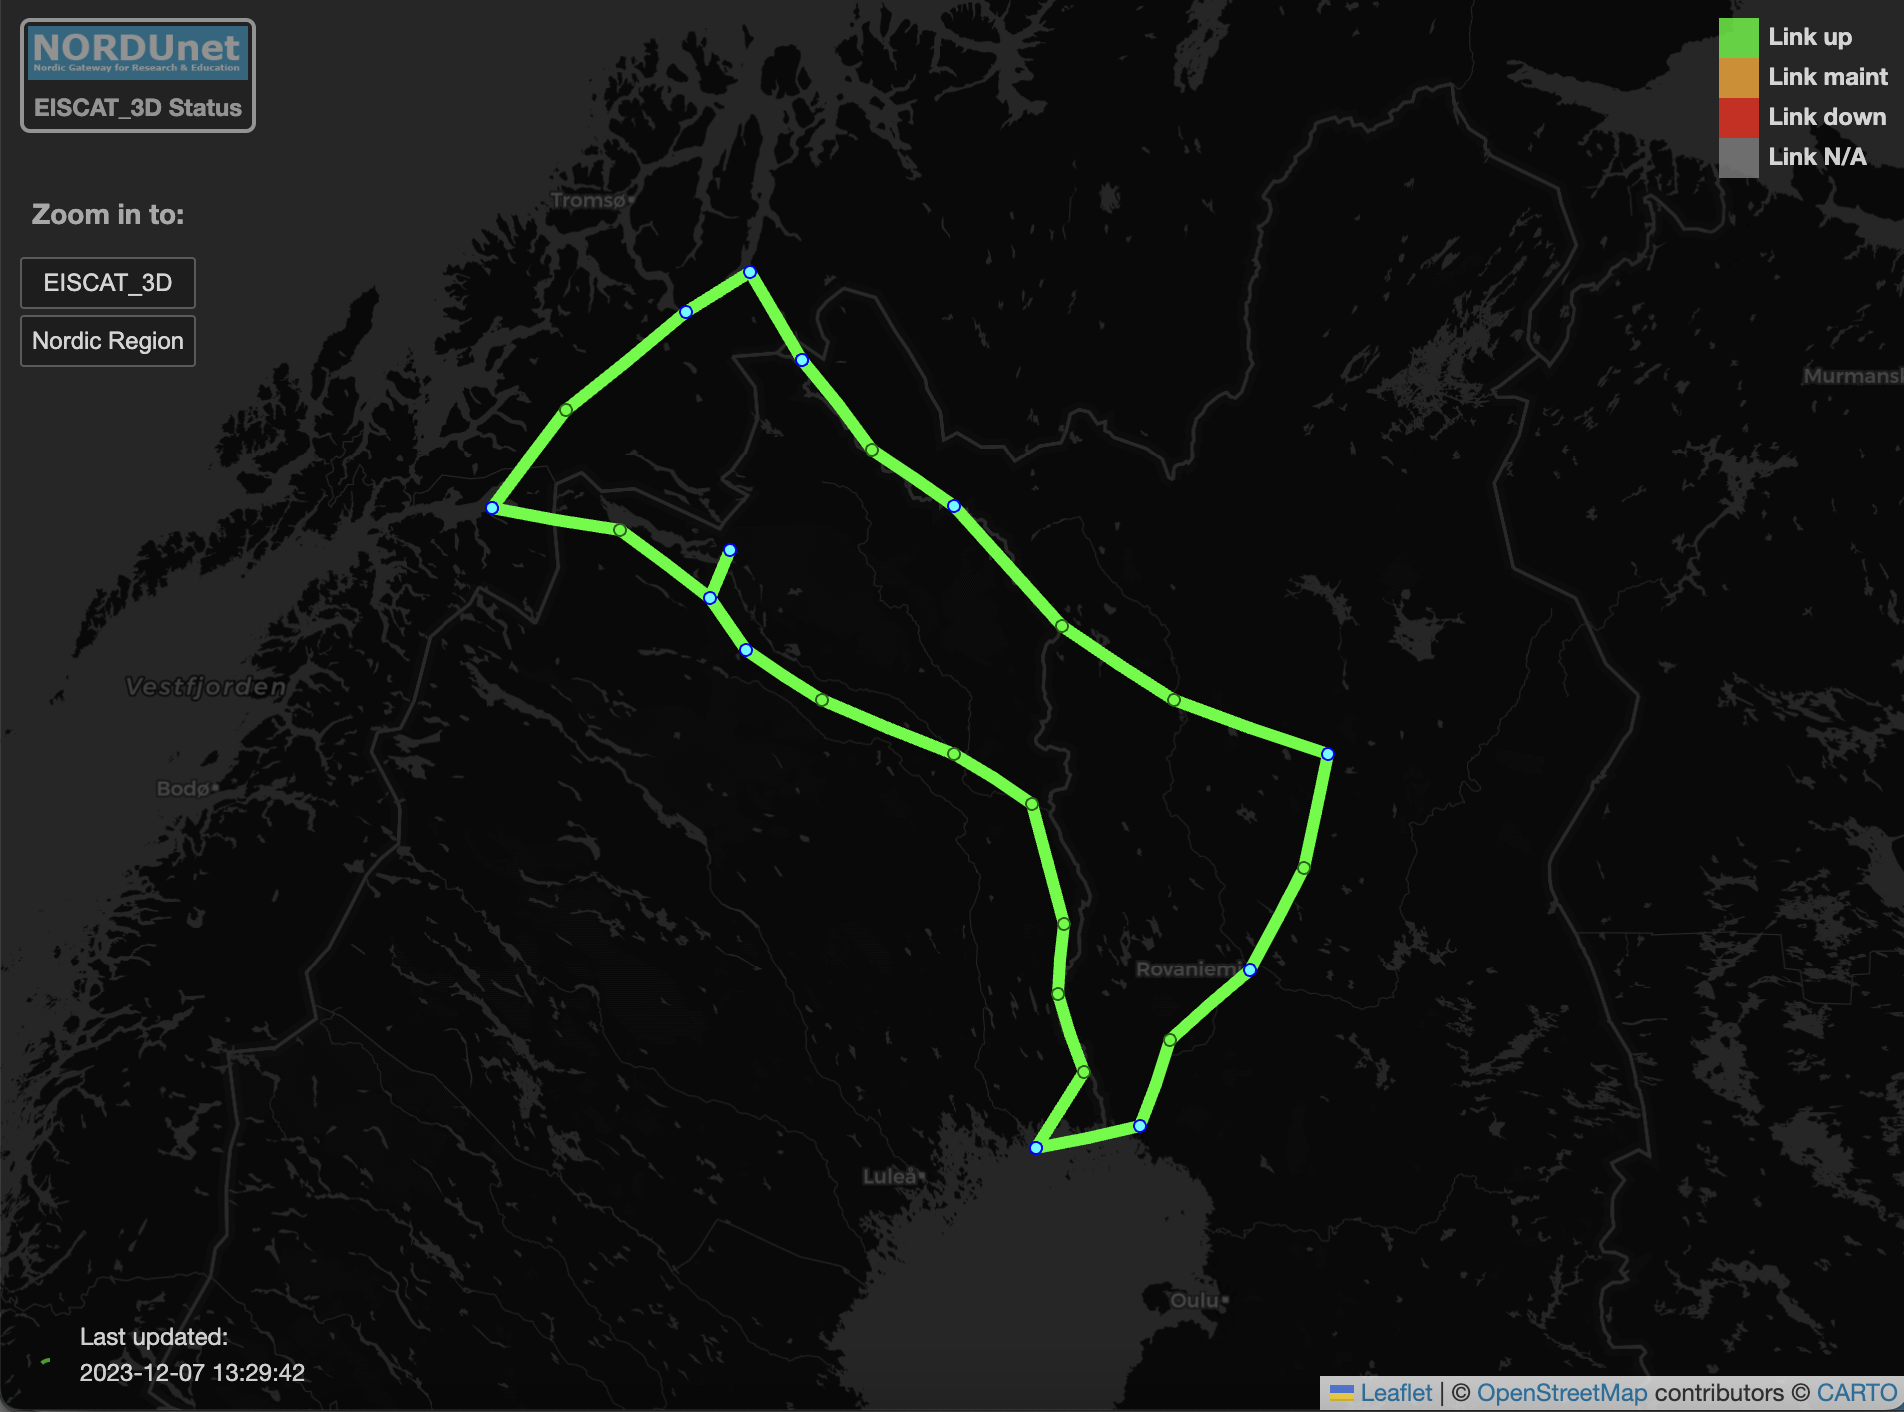 NORDUnet
Nordic Gateway for Research & Education
EISCAT_3D Status
Zoom in to:
EISCAT_3D
Nordic Region
Link up
Link maint
Link down
Link N/A
Tromsø
Murmansk
Vestfjorden
Bodø
Rovaniemi
Luleå
Oulu
Last updated:
2023-12-07 13:29:42
Leaflet | © OpenStreetMap contributors © CARTO